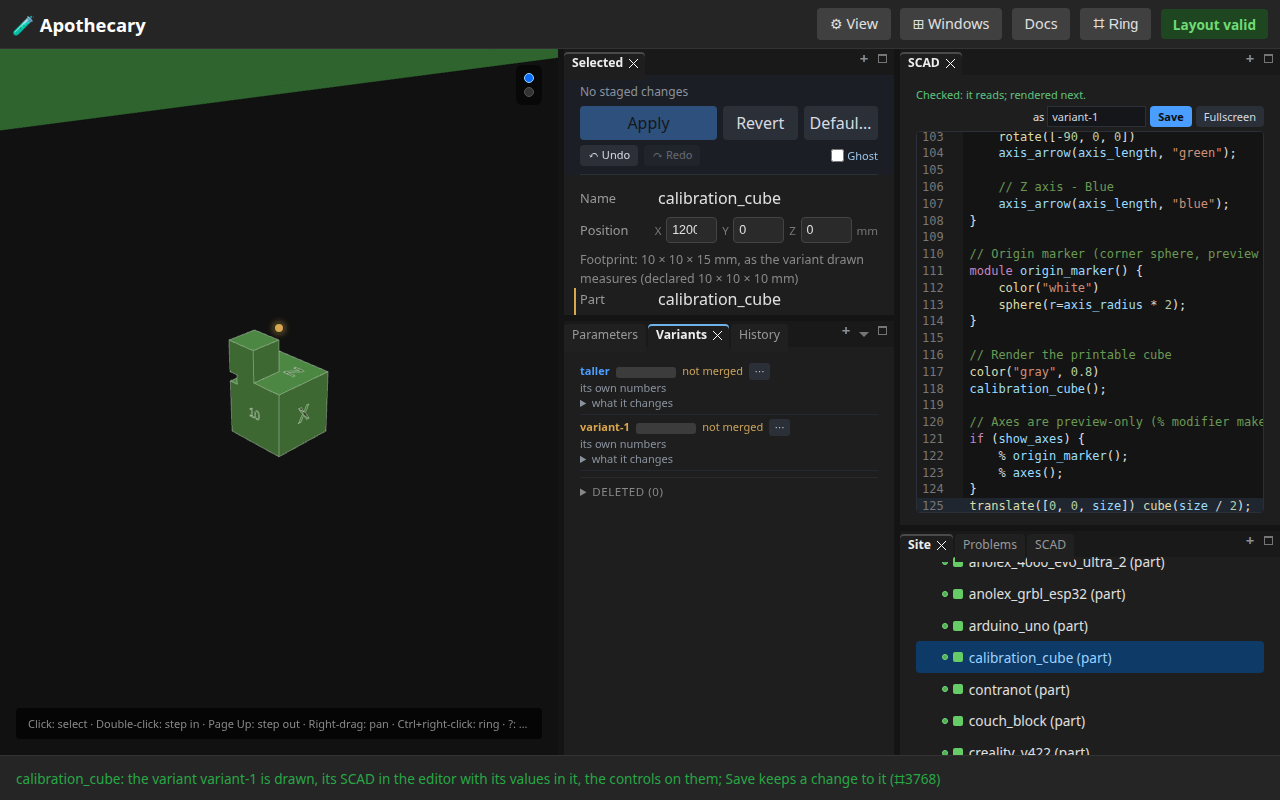 🧪 Apothecary
⚙ View
⊞ Windows
Docs
⌗ Ring
Layout valid
Click: select · Double-click: step in · Page Up: step out · Right-drag: pan · Ctrl+right-click: ring · ?: ...
10
Selected
No staged changes
Apply
Revert
Defaul...
↶ Undo
↷ Redo
Ghost
Name calibration_cube
Position X 1200 Y 0 Z 0 mm
Footprint: 10 × 10 × 15 mm, as the variant drawn
measures (declared 10 × 10 × 10 mm)
Part calibration_cube
Parameters
Variants
History
taller not merged ...
its own numbers
▶ what it changes
variant-1 not merged ...
its own numbers
▶ what it changes
▶ DELETED (0)
SCAD
Checked: it reads; rendered next.
as variant-1 Save Fullscreen
103 rotate([-90, 0, 0])
104 axis_arrow(axis_length, "green");
105
106 // Z axis - Blue
107 axis_arrow(axis_length, "blue");
108 }
109
110 // Origin marker (corner sphere, preview
111 module origin_marker() {
112 color("white")
113 sphere(r=axis_radius * 2);
114 }
115
116 // Render the printable cube
117 color("gray", 0.8)
118 calibration_cube();
119
120 // Axes are preview-only (% modifier make
121 if (show_axes) {
122 % origin_marker();
123 % axes();
124 }
125 translate([0, 0, size]) cube(size / 2);
Site
Problems
SCAD
anolex_4060_evo_ultra_2 (part)
anolex_grbl_esp32 (part)
arduino_uno (part)
calibration_cube (part)
contranot (part)
couch_block (part)
creality_v422 (part)
calibration_cube: the variant variant-1 is drawn, its SCAD in the editor with its values in it, the controls on them; Save keeps a change to it (⌗3768)